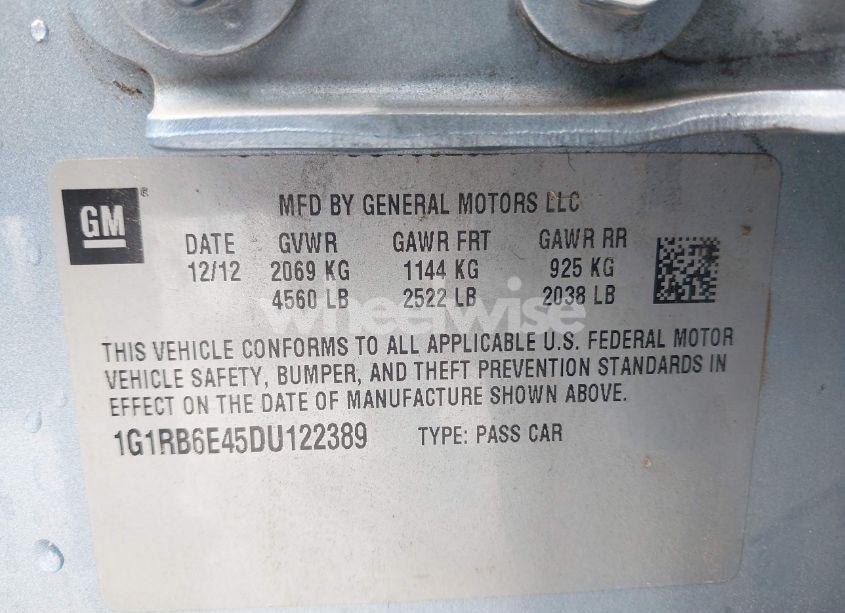 GM
MFD BY GENERAL MOTORS LLC
DATE GVWR GAWR FRT GAWR RR
12/12 2069 KG 1144 KG 925 KG
4560 LB 2522 LB 2038 LB
wheelwise
THIS VEHICLE CONFORMS TO ALL APPLICABLE U.S. FEDERAL MOTOR
VEHICLE SAFETY, BUMPER, AND THEFT PREVENTION STANDARDS IN
EFFECT ON THE DATE OF MANUFACTURE SHOWN ABOVE.
1G1RB6E45DU122389 TYPE: PASS CAR